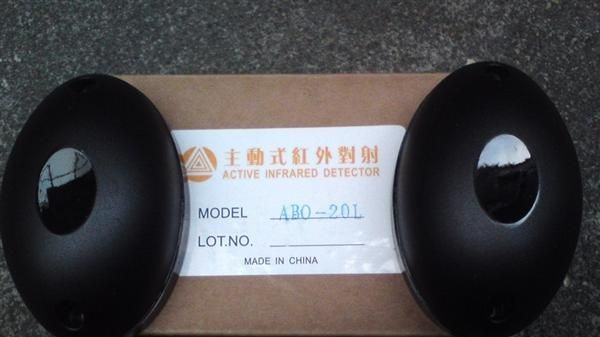 主動式紅外對射
ACTIVE INFRARED DETECTOR
MODEL ABO-20L
LOT.NO.
MADE IN CHINA